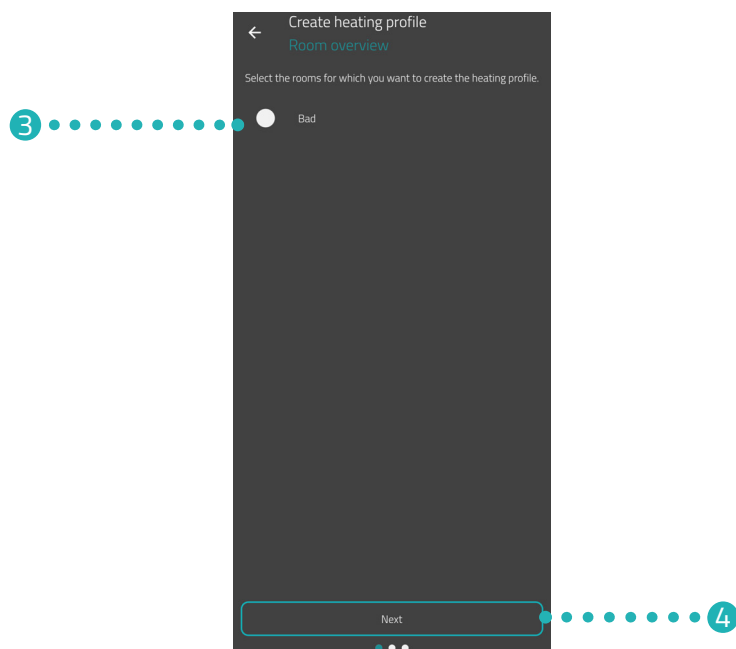 Create heating profile
Room overview
Select the rooms for which you want to create the heating profile.
3
Bad
Next
4